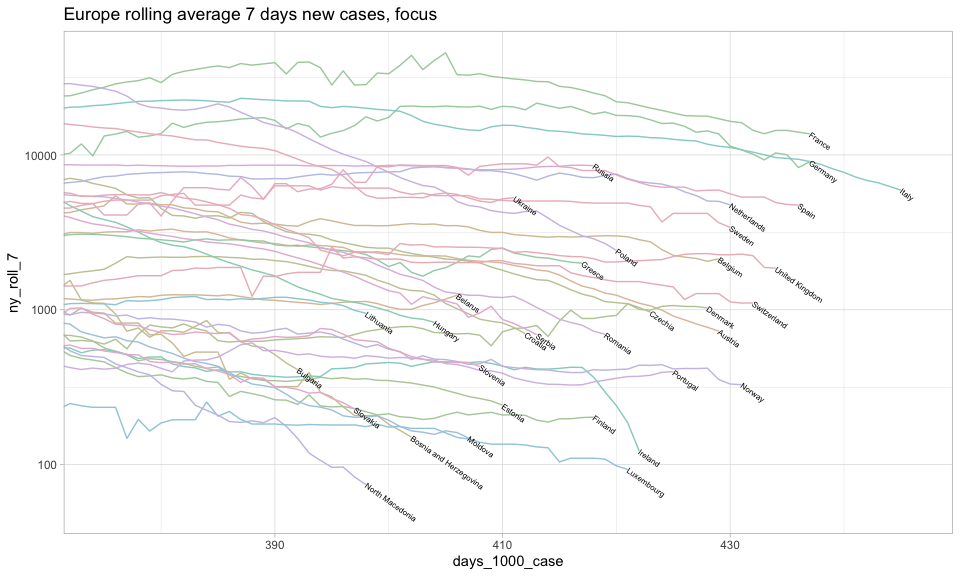 Europe rolling average 7 days new cases, focus
ny_roll_7
10000
1000
100
France
Germany
Italy
Russia
Ukraine
Netherlands
Spain
Sweden
Poland
Greece
Belgium
United Kingdom
Belarus
Lithuania
Hungary
Switzerland
Czechia
Denmark
Croatia
Serbia
Romania
Austria
Bulgaria
Slovenia
Portugal
Norway
Slovakia
Estonia
Finland
Bosnia and Herzegovina
Moldova
Ireland
Luxembourg
North Macedonia
390
410
430
days_1000_case